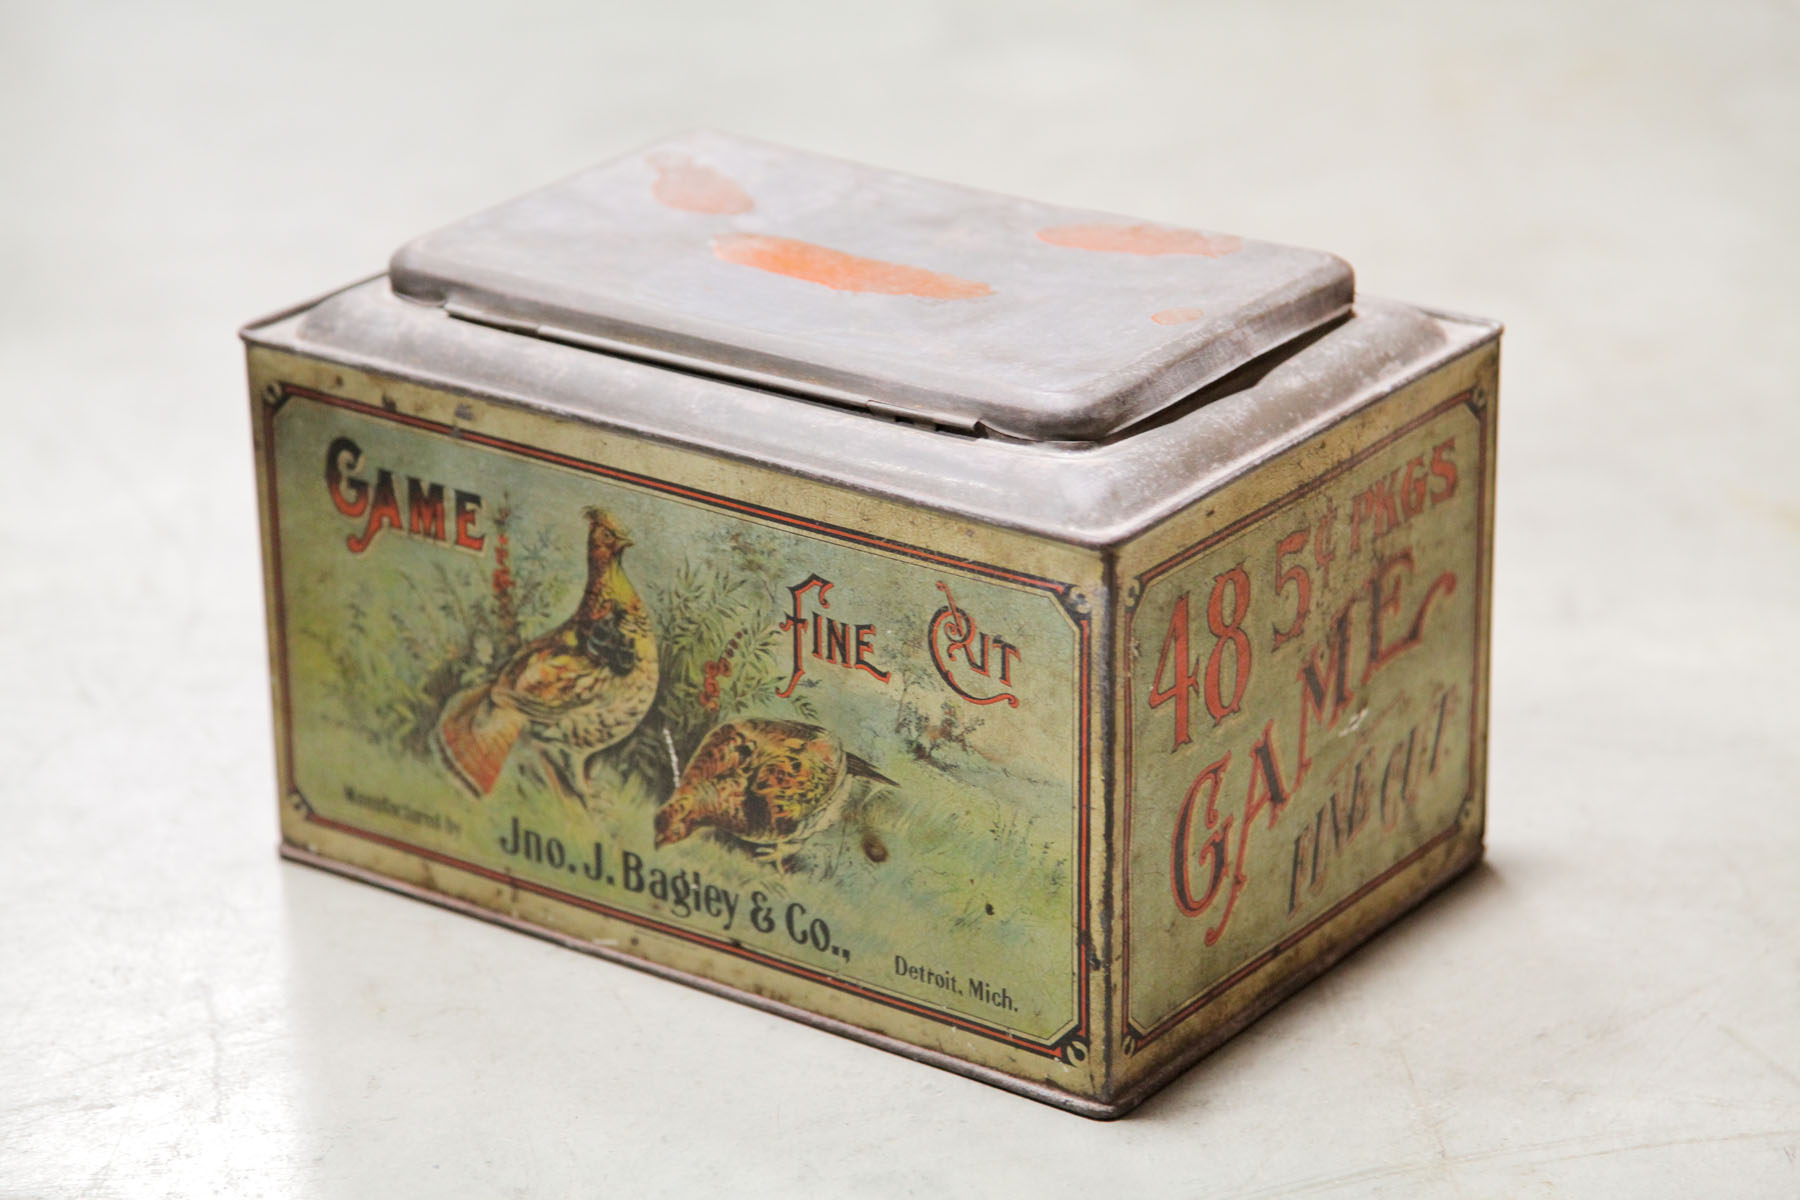 GAME
FINE CUT
Manufactured by
Jno. J. Bagley & Co.,
Detroit, Mich.
48 5¢ PKGS
GAME
FINE CUT